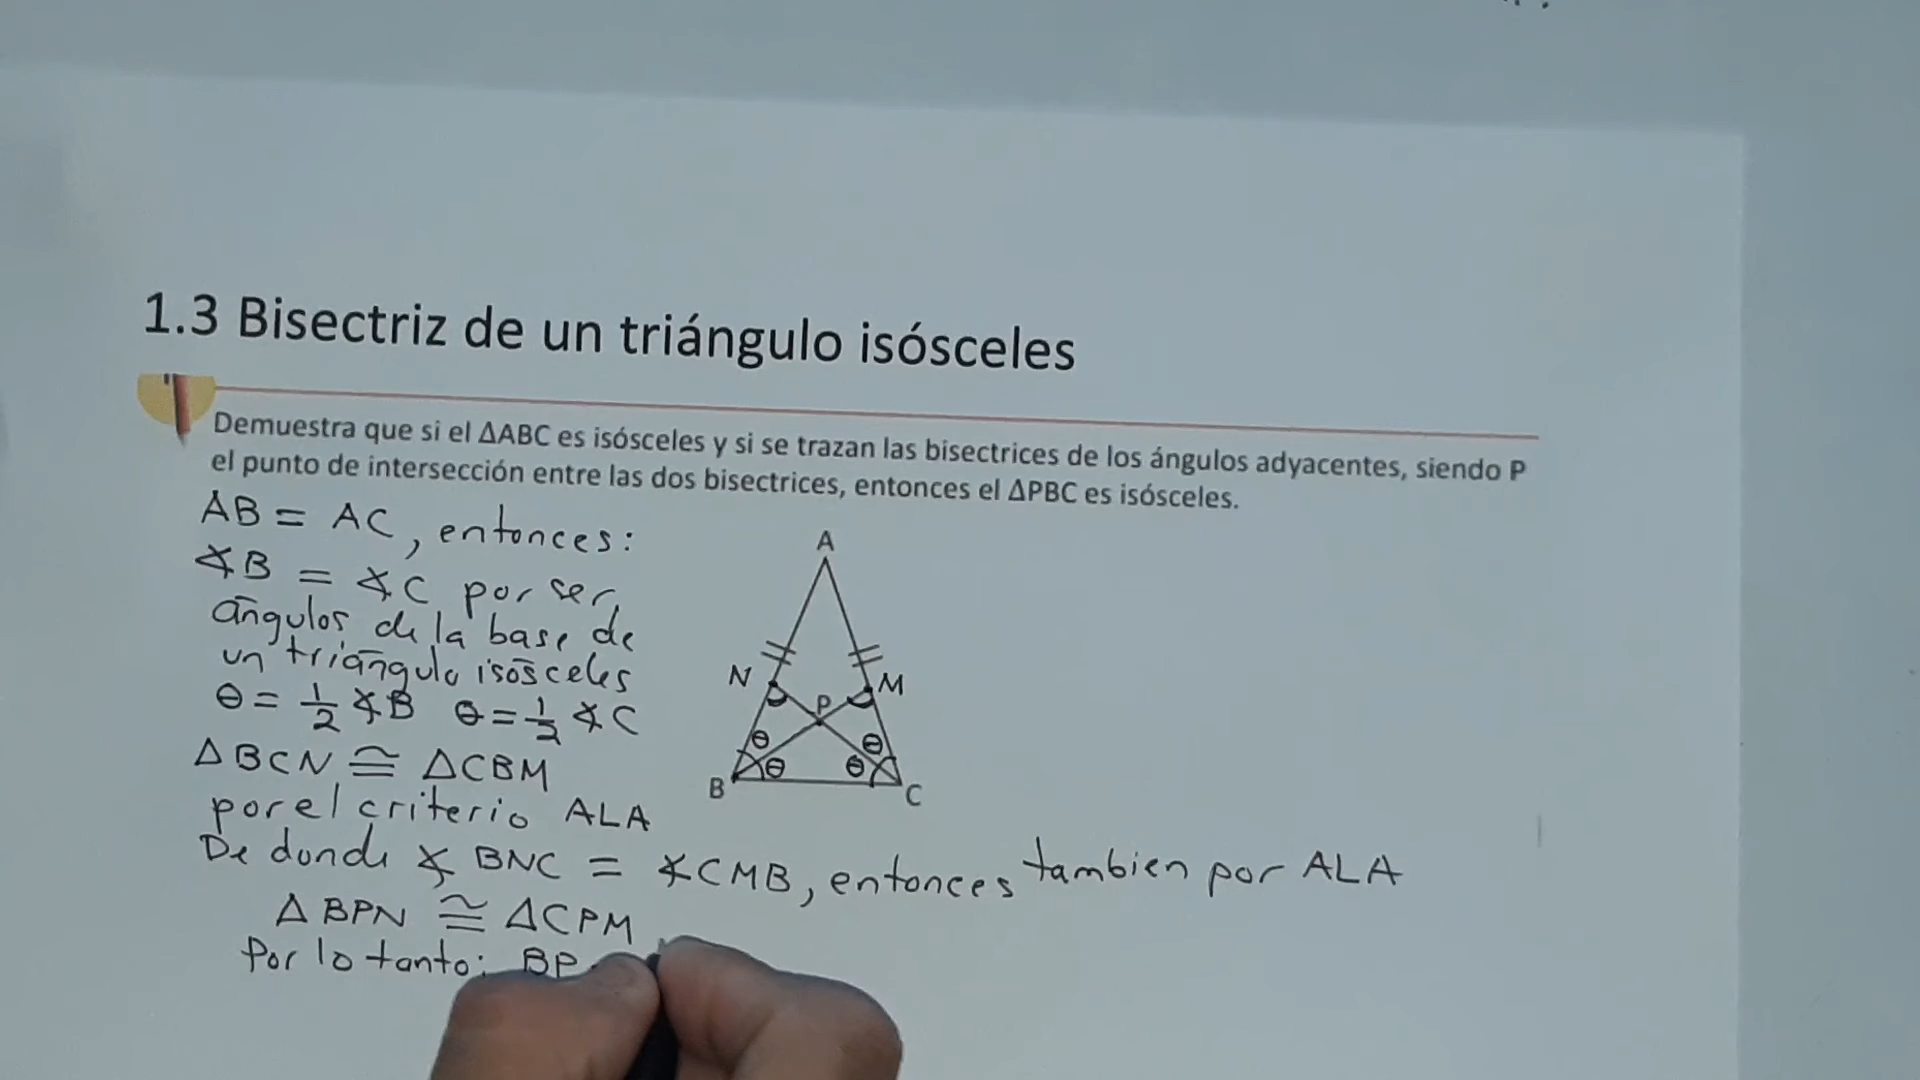 1.3 Bisectriz de un triángulo isósceles
Demuestra que si el ΔABC es isósceles y si se trazan las bisectrices de los ángulos adyacentes, siendo P
el punto de intersección entre las dos bisectrices, entonces el ΔPBC es isósceles.
AB = AC, entonces:
∡B = ∡C por ser
ángulos de la base de
un triángulo isósceles
θ = 1/2 ∡B θ = 1/2 ∡C
ΔBCN ≅ ΔCBM
por el criterio ALA
De donde ∡BNC = ∡CMB, entonces tambien por ALA
ΔBPN ≅ ΔCPM
Por lo tanto: BP
A
N M
P
θ θ
θ θ
B C